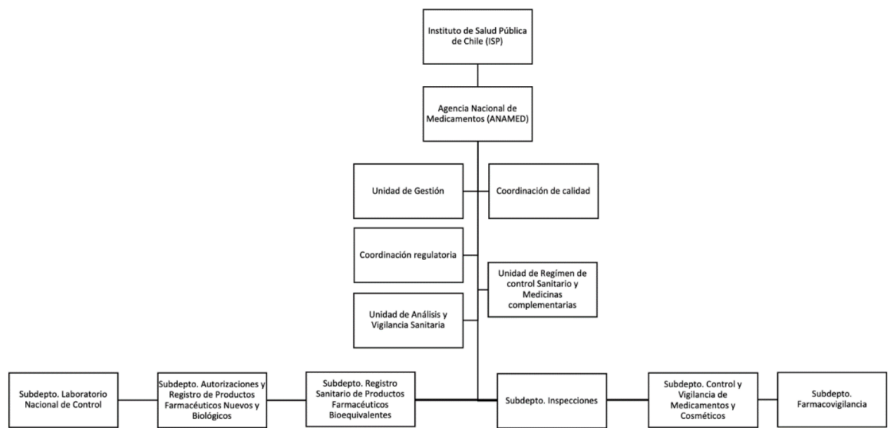 Instituto de Salud Pública
de Chile (ISP)
Agencia Nacional de
Medicamentos (ANAMED)
Unidad de Gestión
Coordinación de calidad
Coordinación regulatoria
Unidad de Regímen de
control Sanitario y
Medicinas
complementarias
Unidad de Análisis y
Vigilancia Sanitaria
Subdepto. Laboratorio
Nacional de Control
Subdepto. Autorizaciones y
Registro de Productos
Farmacéuticos Nuevos y
Biológicos
Subdepto. Registro
Sanitario de Productos
Farmacéuticos
Bioequivalentes
Subdepto. Inspecciones
Subdepto. Control y
Vigilancia de
Medicamentos y
Cosméticos
Subdepto.
Farmacovigilancia